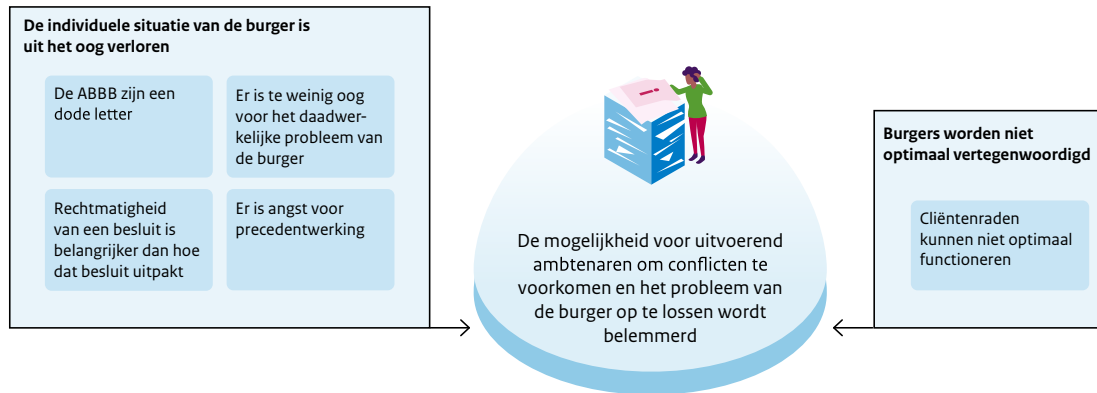 De individuele situatie van de burger is
uit het oog verloren
De ABBB zijn een
dode letter
Er is te weinig oog
voor het daadwer-
kelijke probleem van
de burger
Rechtmatigheid
van een besluit is
belangrijker dan hoe
dat besluit uitpakt
Er is angst voor
precedentwerking
De mogelijkheid voor uitvoerend
ambtenaren om conflicten te
voorkomen en het probleem van
de burger op te lossen wordt
belemmerd
Burgers worden niet
optimaal vertegenwoordigd
Cliëntenraden
kunnen niet optimaal
functioneren